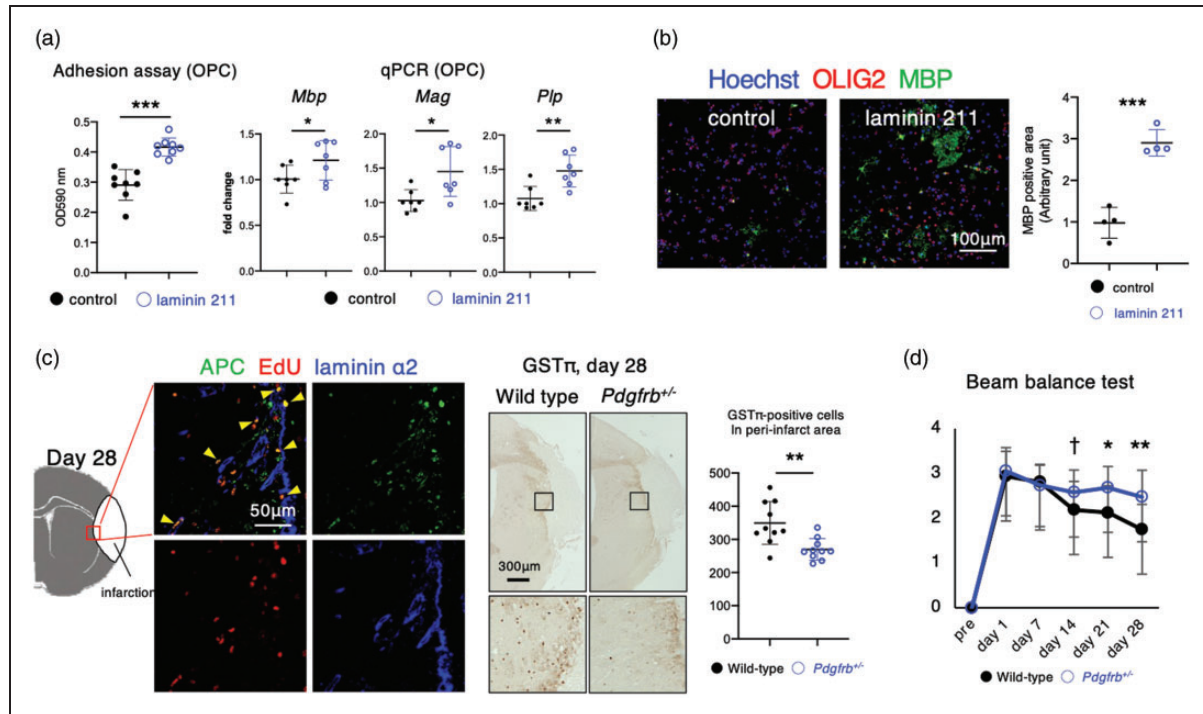 (a)
Adhesion assay (OPC)
qPCR (OPC)
Mbp
Mag
Plp
***
*
*
**
OD590 nm
0.5
0.4
0.3
0.2
0.1
0.0
fold change
1.5
1.0
0.5
0.0
2.0
1.5
1.0
0.5
0.0
2.0
1.5
1.0
0.5
0.0
control
laminin 211
control
laminin 211
(b)
Hoechst OLIG2 MBP
control
laminin 211
100μm
***
MBP positive area
(Arbitrary unit)
4
3
2
1
0
control
laminin 211
(c)
APC EdU laminin α2
Day 28
infarction
50μm
GSTπ, day 28
Wild type
Pdgfrb+/-
300μm
GSTπ-positive cells
In peri-infarct area
**
500
400
300
200
100
0
Wild-type
Pdgfrb+/-
(d)
Beam balance test
4
3
2
1
0
†
*
**
pre
day 1
day 7
day 14
day 21
day 28
Wild-type
Pdgfrb+/-